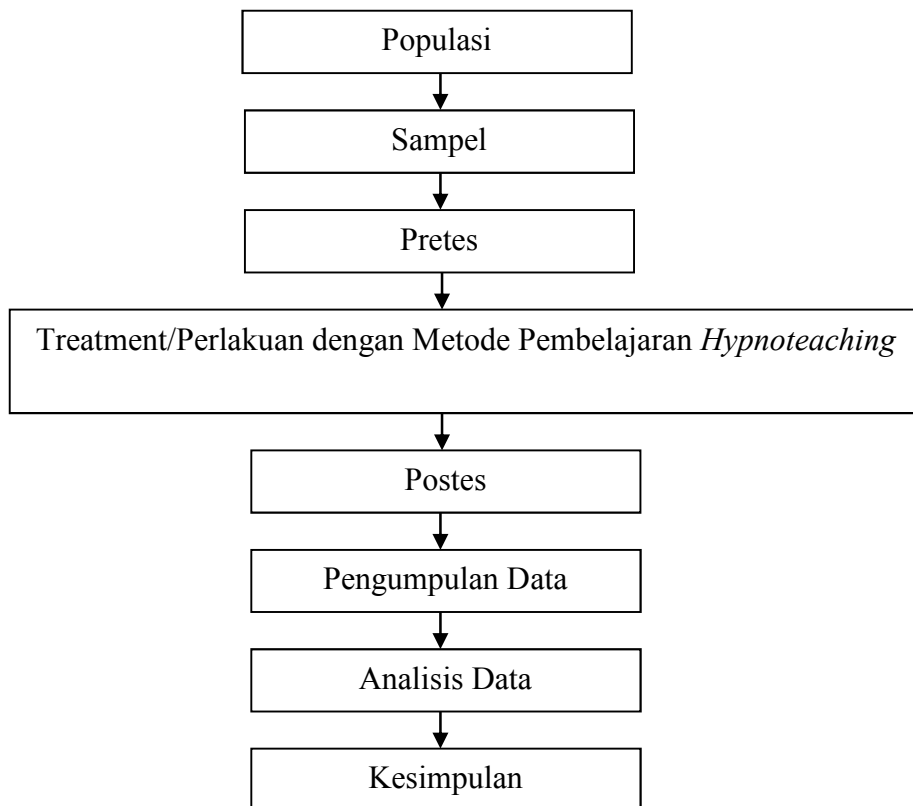 Populasi
Sampel
Pretes
Treatment/Perlakuan dengan Metode Pembelajaran Hypnoteaching
Postes
Pengumpulan Data
Analisis Data
Kesimpulan